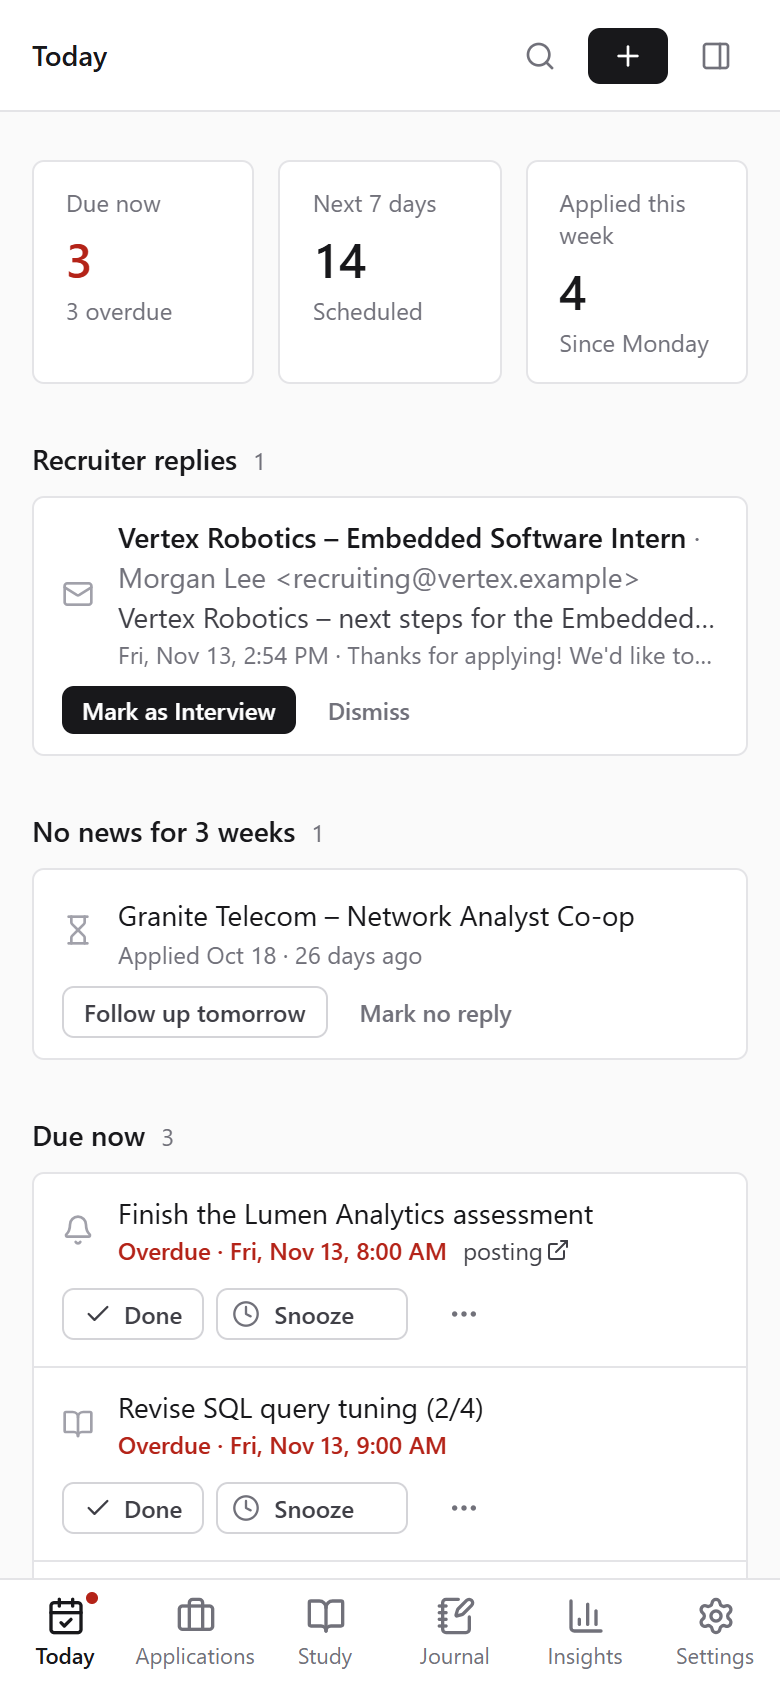 Today
Due now
3
3 overdue
Next 7 days
14
Scheduled
Applied this
week
4
Since Monday
Recruiter replies 1
Vertex Robotics – Embedded Software Intern ·
Morgan Lee <recruiting@vertex.example>
Vertex Robotics – next steps for the Embedded...
Fri, Nov 13, 2:54 PM · Thanks for applying! We'd like to...
Mark as Interview Dismiss
No news for 3 weeks 1
Granite Telecom – Network Analyst Co-op
Applied Oct 18 · 26 days ago
Follow up tomorrow Mark no reply
Due now 3
Finish the Lumen Analytics assessment
Overdue · Fri, Nov 13, 8:00 AM posting
Done Snooze
Revise SQL query tuning (2/4)
Overdue · Fri, Nov 13, 9:00 AM
Done Snooze
Today Applications Study Journal Insights Settings